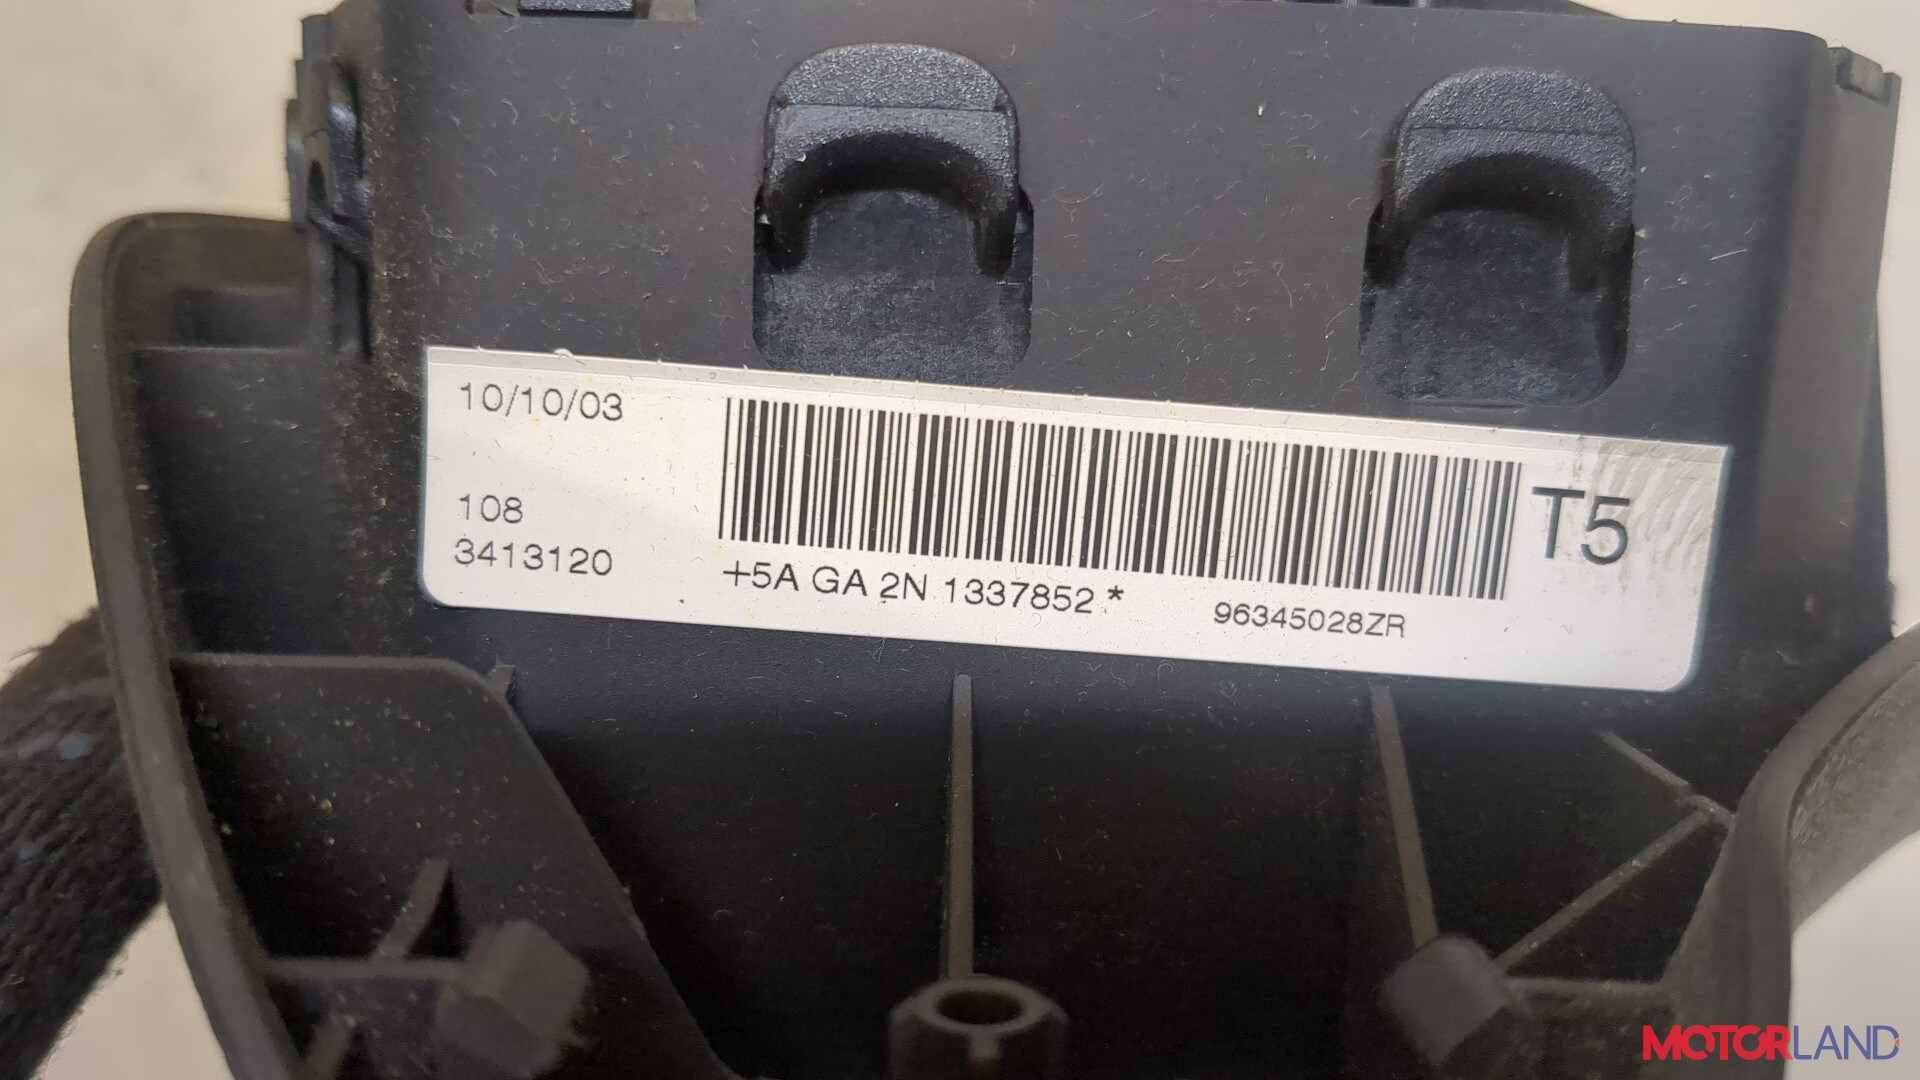 10/10/03
108
3413120
+5A GA 2N 1337852 *
96345028ZR
T5
MOTORLAND